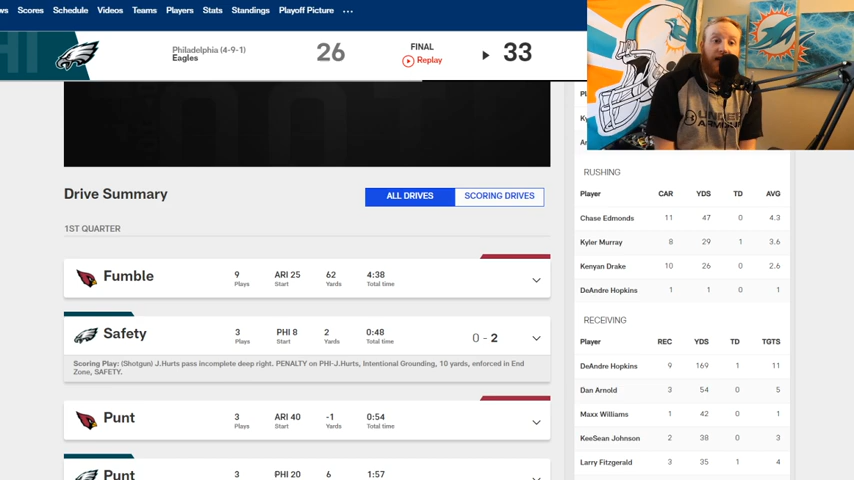 ws Scores Schedule Videos Teams Players Stats Standings Playoff Picture ...
HI
Philadelphia (4-9-1)
Eagles
26
FINAL
Replay
33
UNDER
ARMOUR
Drive Summary
ALL DRIVES SCORING DRIVES
1ST QUARTER
Fumble
9 ARI 25 62 4:38
Plays Start Yards Total time
Safety
3 PHI 8 2 0:48
Plays Start Yards Total time
0 - 2
Scoring Play: (Shotgun) J.Hurts pass incomplete deep right. PENALTY on PHI-J.Hurts, Intentional Grounding, 10 yards, enforced in End
Zone, SAFETY.
Punt
3 ARI 40 -1 0:54
Plays Start Yards Total time
Punt
3 PHI 20 6 1:57
Pl
Ky
RUSHING
Player CAR YDS TD AVG
Chase Edmonds 11 47 0 4.3
Kyler Murray 8 29 1 3.6
Kenyan Drake 10 26 0 2.6
DeAndre Hopkins 1 1 0 1
RECEIVING
Player REC YDS TD TGTS
DeAndre Hopkins 9 169 1 11
Dan Arnold 3 54 0 5
Maxx Williams 1 42 0 1
KeeSean Johnson 2 38 0 3
Larry Fitzgerald 3 35 1 4